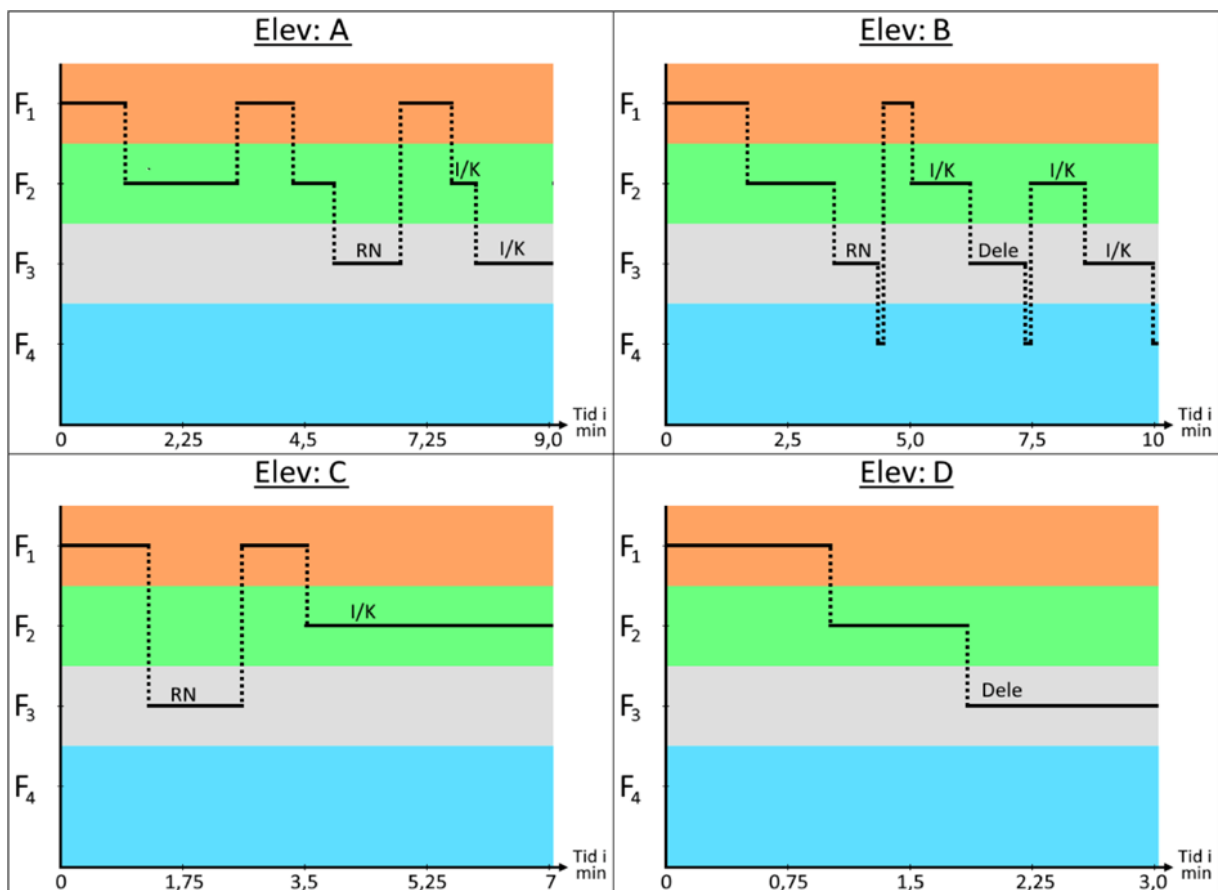 Elev: A
F1
F2
F3
F4
I/K
RN
I/K
0 2,25 4,5 7,25 9,0
Tid i
min
Elev: B
F1
F2
F3
F4
I/K I/K
RN Dele I/K
0 2,5 5,0 7,5 10
Tid i
min
Elev: C
F1
F2
F3
F4
I/K
RN
0 1,75 3,5 5,25 7
Tid i
min
Elev: D
F1
F2
F3
F4
Dele
0 0,75 1,5 2,25 3,0
Tid i
min